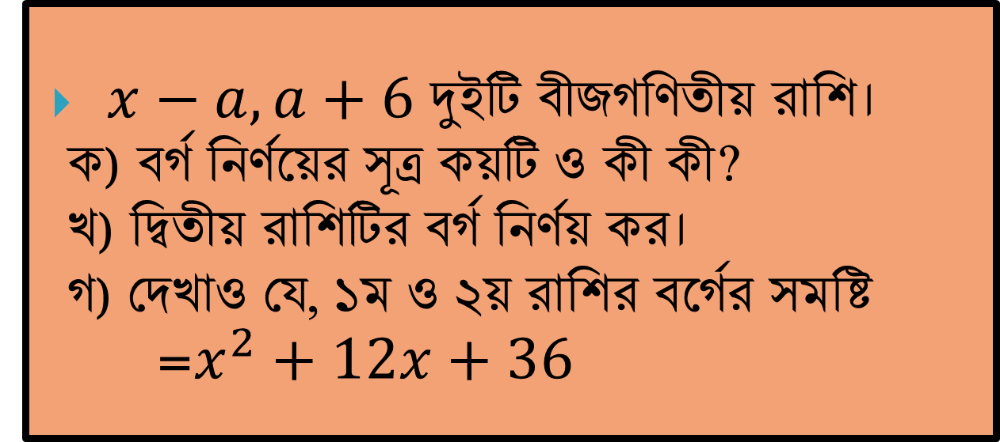 x − a, a + 6 দুইটি বীজগণিতীয় রাশি।
ক) বর্গ নির্ণয়ের সূত্র কয়টি ও কী কী?
খ) দ্বিতীয় রাশিটির বর্গ নির্ণয় কর।
গ) দেখাও যে, ১ম ও ২য় রাশির বর্গের সমষ্টি
=x² + 12x + 36